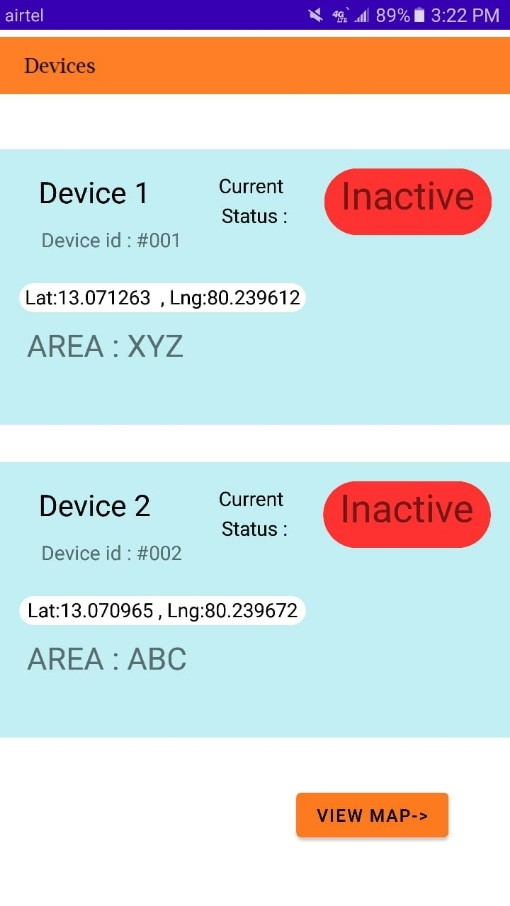 airtel 4G LTE 89% 3:22 PM
Devices
Device 1
Current
Status :
Inactive
Device id : #001
Lat:13.071263 , Lng:80.239612
AREA : XYZ
Device 2
Current
Status :
Inactive
Device id : #002
Lat:13.070965 , Lng:80.239672
AREA : ABC
VIEW MAP->